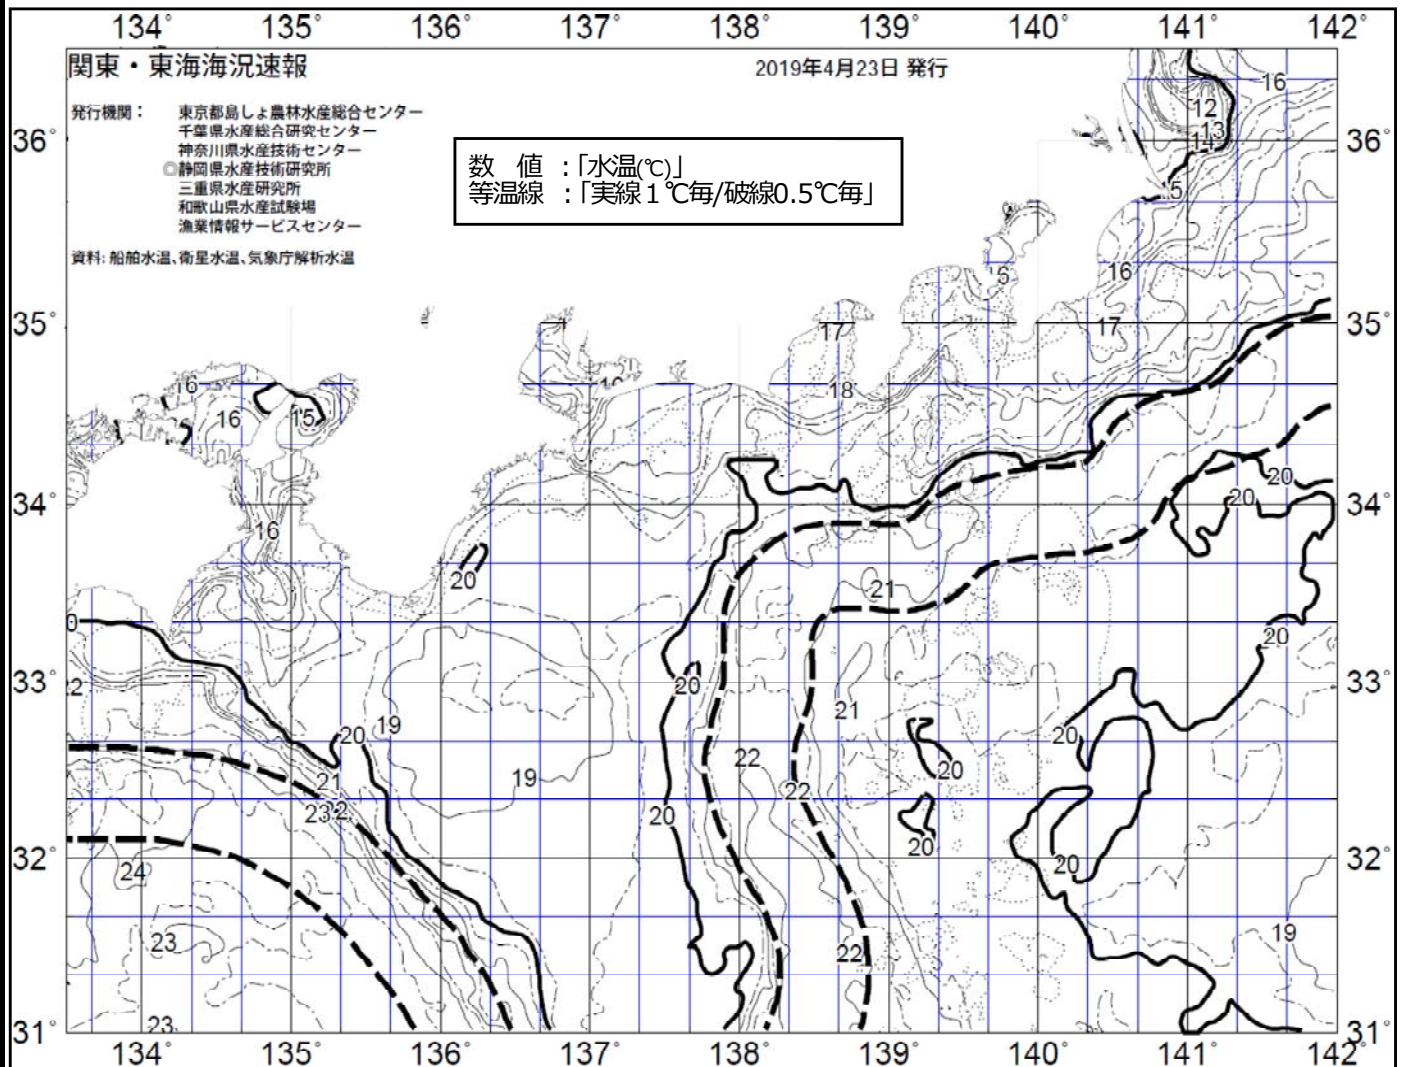 134 135 136 137 138 139 140 141 142°
関東・東海海況速報
2019年4月23日 発行
発行機関： 東京都島しょ農林水産総合センター
千葉県水産総合研究センター
神奈川県水産技術センター
◎静岡県水産技術研究所
三重県水産研究所
和歌山県水産試験場
漁業情報サービスセンター
資料: 船舶水温、衛星水温、気象庁解析水温
数　値　：「水温(℃)」
等温線　：「実線１℃毎/破線0.5℃毎」
16
12
13
14
36° 36°
15
16
17 17
35° 35°
16 18
16 15
20
20
34° 34°
16
20 21
20
33° 20 33°
21
19
20 20
22 20
21 19
22
23 20
20
32° 24 20 32°
23 22 19
23
31° 31°
134° 135° 136° 137° 138° 139° 140° 141° 142°